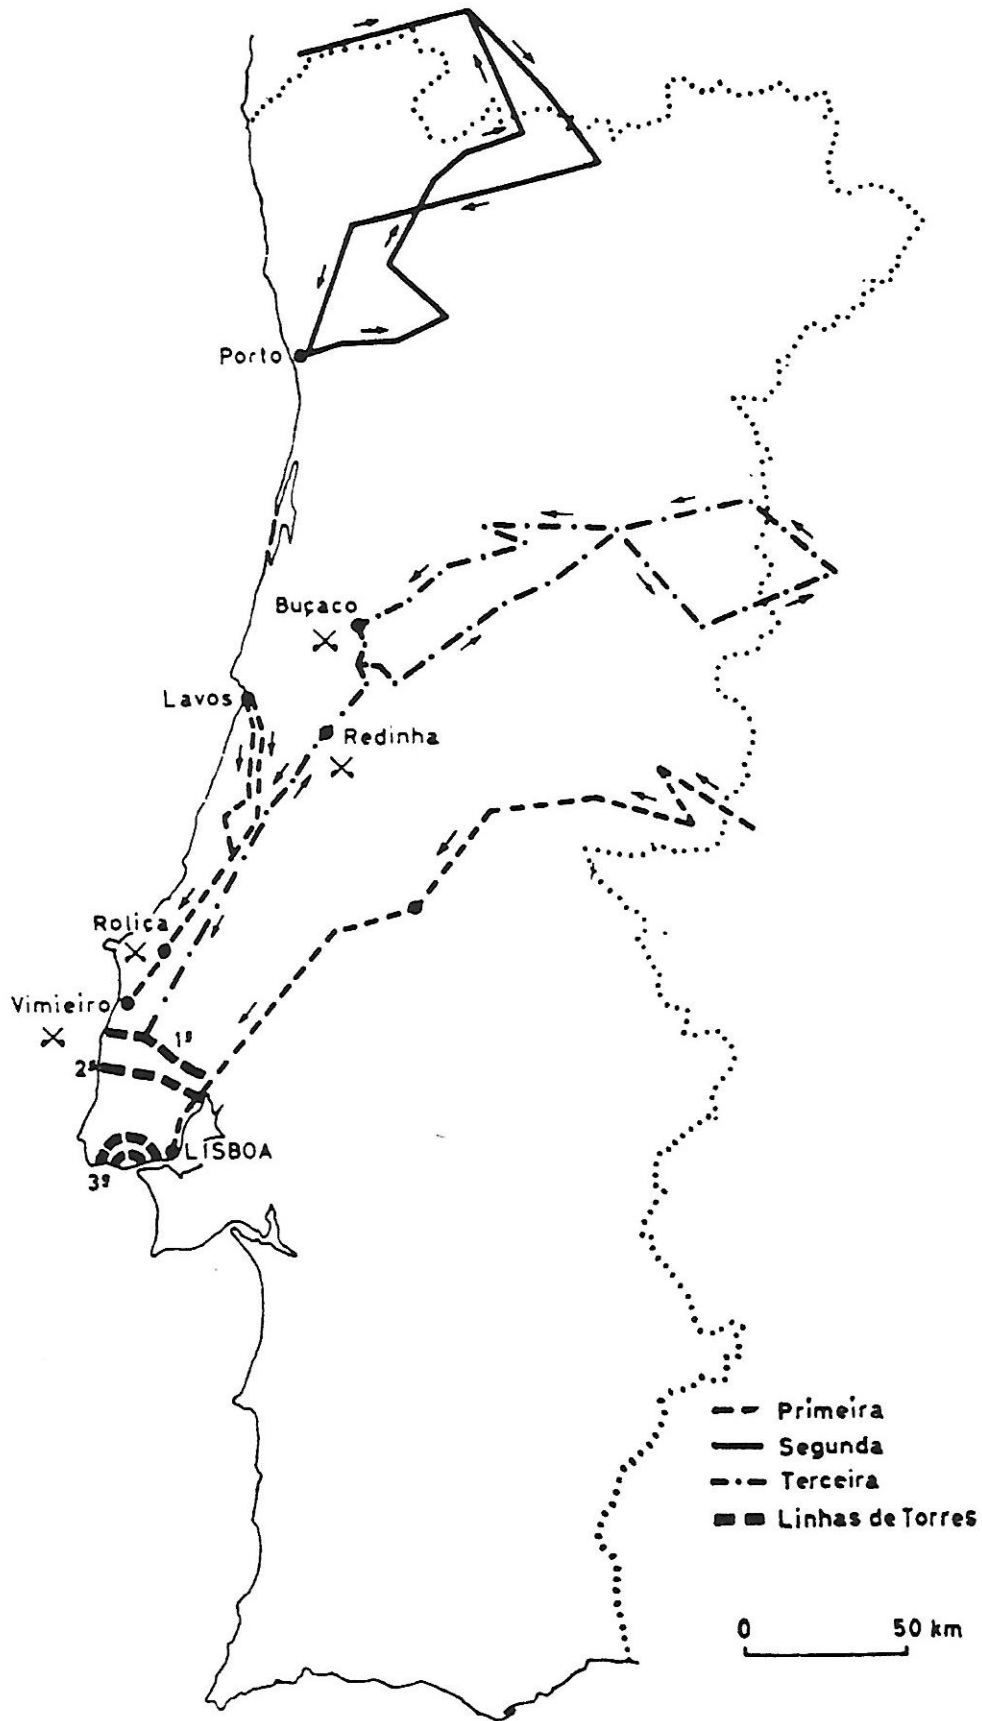 Porto
Buçaco
Lavos
Redinha
Roliça
Vimieiro
1ª
2ª
LISBOA
3ª
Primeira
Segunda
Terceira
Linhas de Torres
0 50 km